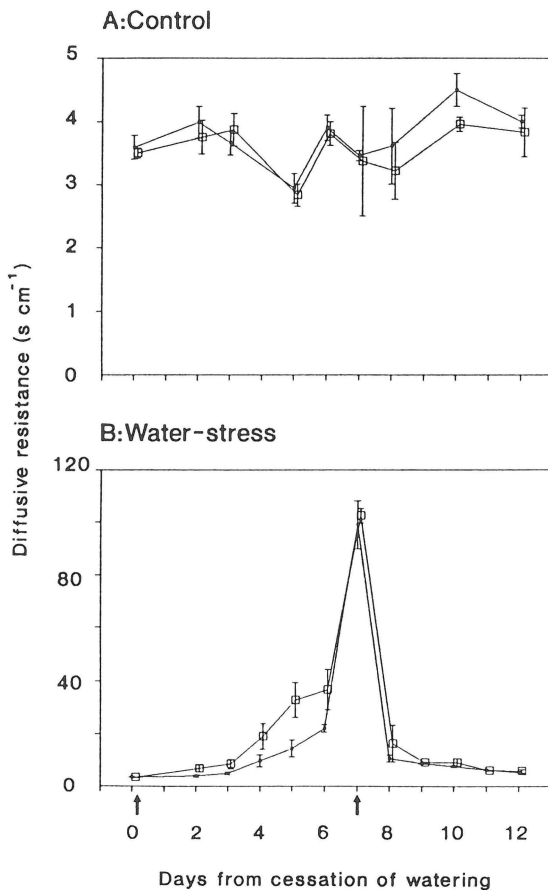 A:Control
5
4
3
2
1
0
Diffusive resistance (s cm⁻¹)
B:Water-stress
120
80
40
0
0 2 4 6 8 10 12
Days from cessation of watering